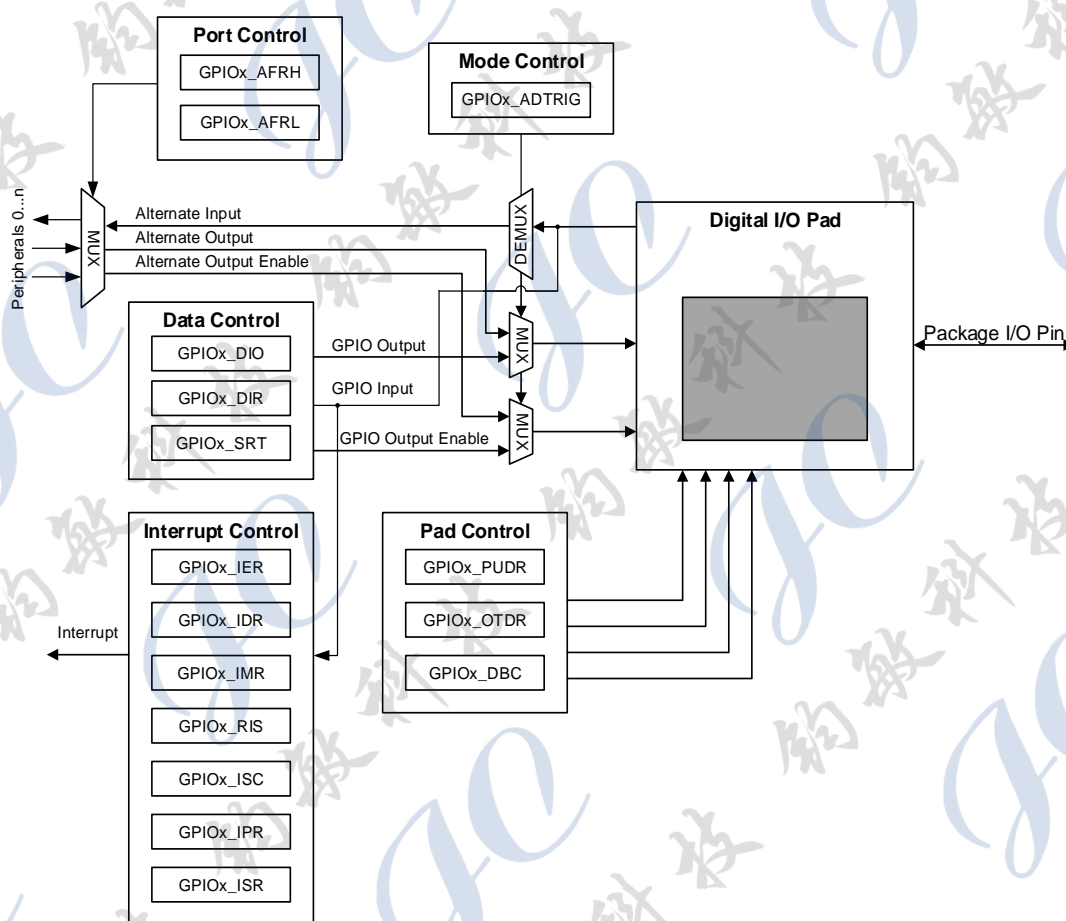 Port Control
GPIOx_AFRH
GPIOx_AFRL
Mode Control
GPIOx_ADTRIG
Peripherals 0...n
MUX
Alternate Input
Alternate Output
Alternate Output Enable
DEMUX
Digital I/O Pad
Package I/O Pin
Data Control
GPIOx_DIO
GPIOx_DIR
GPIOx_SRT
GPIO Output
GPIO Input
GPIO Output Enable
MUX
MUX
Interrupt Control
GPIOx_IER
GPIOx_IDR
GPIOx_IMR
GPIOx_RIS
GPIOx_ISC
GPIOx_IPR
GPIOx_ISR
Interrupt
Pad Control
GPIOx_PUDR
GPIOx_OTDR
GPIOx_DBC